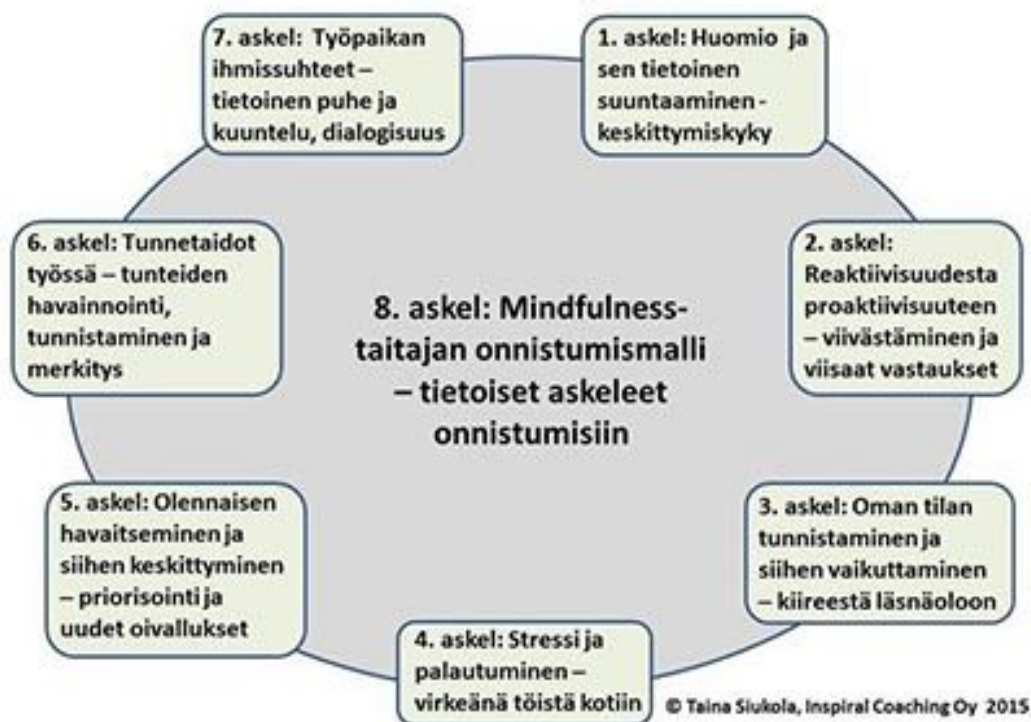 1. askel: Huomio ja
sen tietoinen
suuntaaminen -
keskittymiskyky
2. askel:
Reaktiivisuudesta
proaktiivisuuteen
– viivästäminen ja
viisaat vastaukset
3. askel: Oman tilan
tunnistaminen ja
siihen vaikuttaminen
– kiireestä läsnäoloon
4. askel: Stressi ja
palautuminen –
virkeänä töistä kotiin
5. askel: Olennaisen
havaitseminen ja
siihen keskittyminen
– priorisointi ja
uudet oivallukset
6. askel: Tunnetaidot
työssä – tunteiden
havainnointi,
tunnistaminen ja
merkitys
7. askel: Työpaikan
ihmissuhteet –
tietoinen puhe ja
kuuntelu, dialogisuus
8. askel: Mindfulness-
taitajan onnistumismalli
– tietoiset askeleet
onnistumisiin
© Taina Siukola, Inspiral Coaching Oy 2015